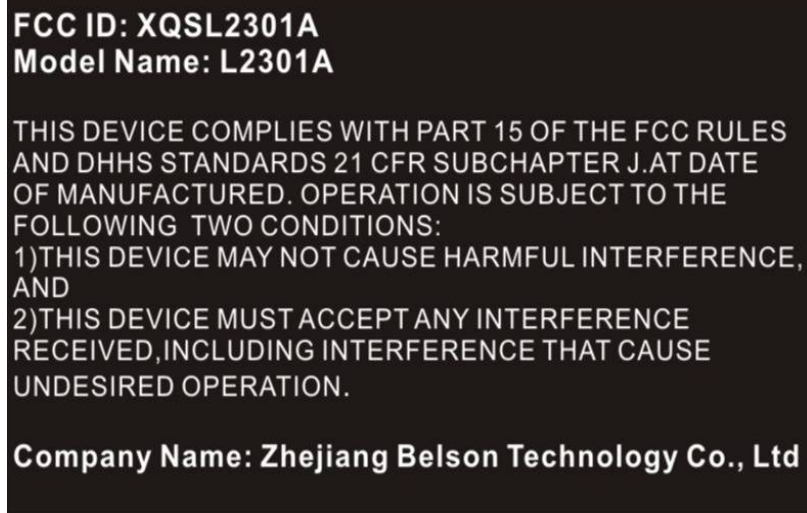 FCC ID: XQSL2301A
Model Name: L2301A
THIS DEVICE COMPLIES WITH PART 15 OF THE FCC RULES
AND DHHS STANDARDS 21 CFR SUBCHAPTER J.AT DATE
OF MANUFACTURED. OPERATION IS SUBJECT TO THE
FOLLOWING TWO CONDITIONS:
1)THIS DEVICE MAY NOT CAUSE HARMFUL INTERFERENCE,
AND
2)THIS DEVICE MUST ACCEPT ANY INTERFERENCE
RECEIVED,INCLUDING INTERFERENCE THAT CAUSE
UNDESIRED OPERATION.
Company Name: Zhejiang Belson Technology Co., Ltd